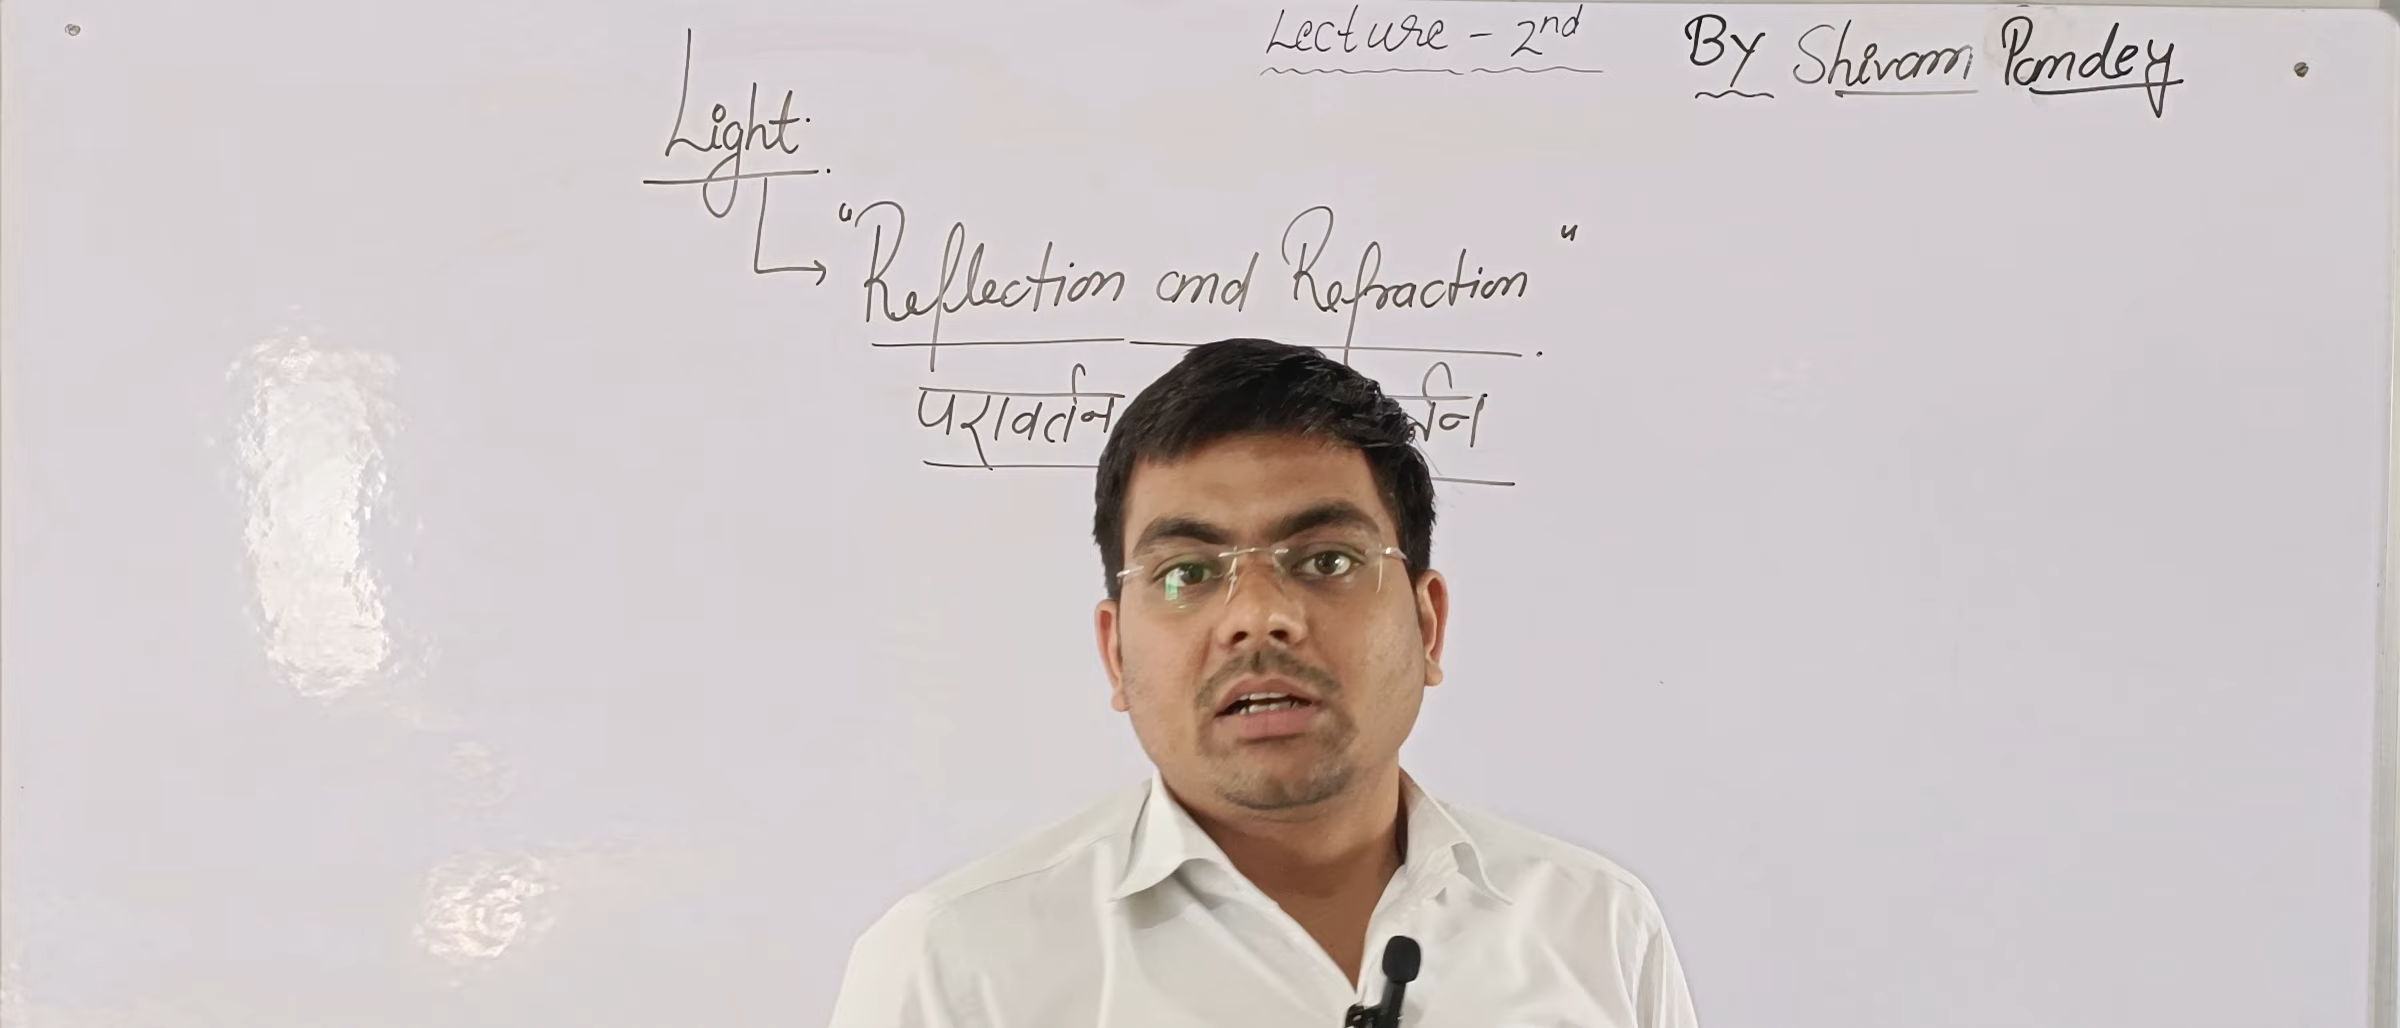 Lecture - 2nd By Shivam Pandey
Light.
"Reflection and Refraction"
परावर्तन